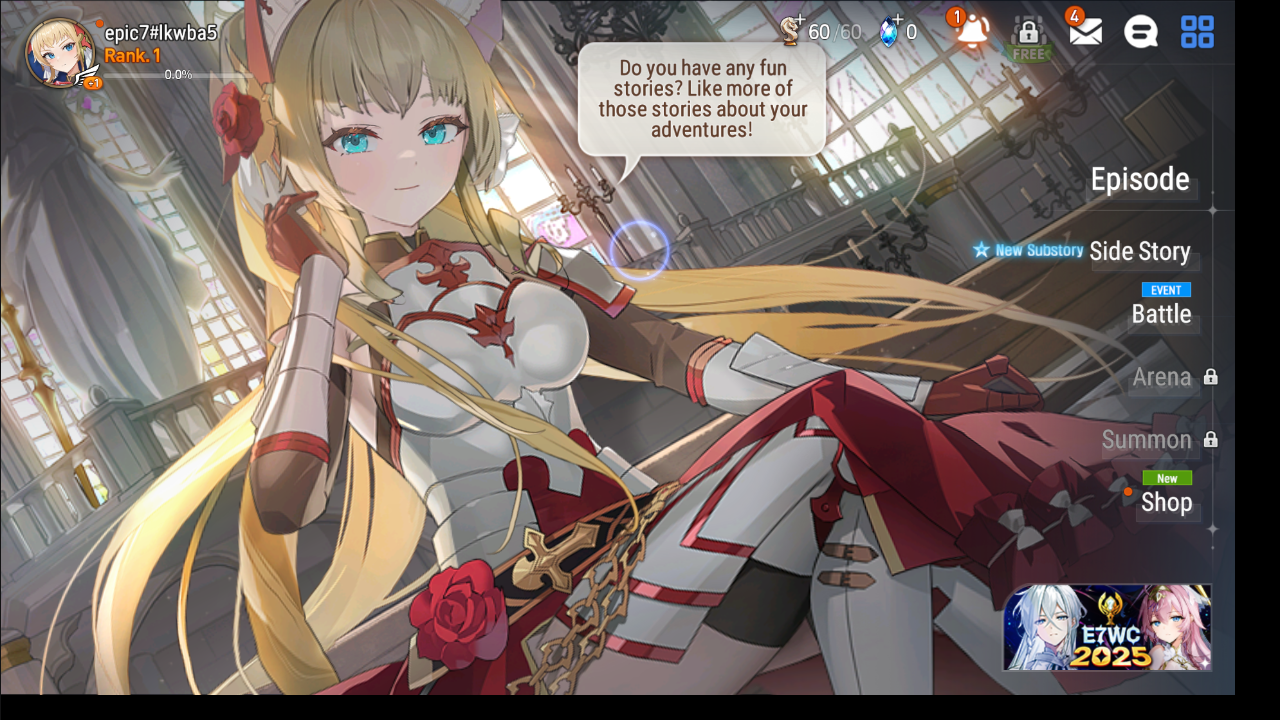 epic7#lkwba5
Rank. 1
0.0%
+1
60/60
0
1
FREE
4
Do you have any fun
stories? Like more of
those stories about your
adventures!
Episode
New Substory
Side Story
EVENT
Battle
Arena
Summon
New
Shop
E7WC
2025